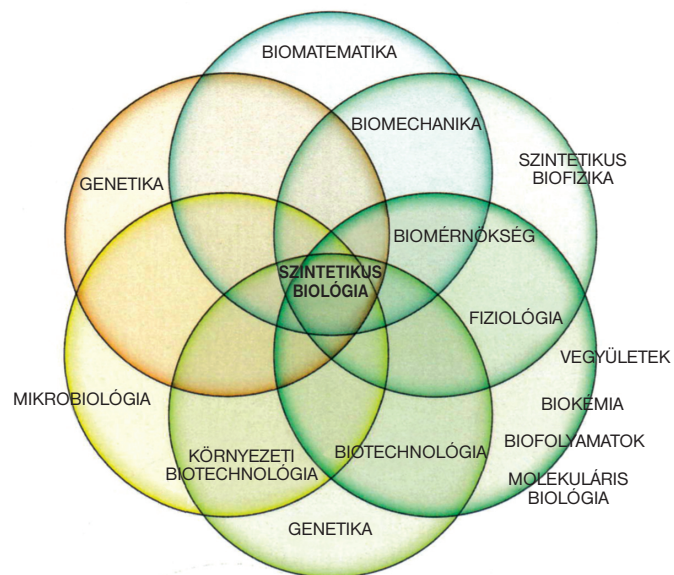 BIOMATEMATIKA
BIOMECHANIKA
SZINTETIKUS
BIOFIZIKA
GENETIKA
BIOMÉRNÖKSÉG
SZINTETIKUS
BIOLÓGIA
FIZIOLÓGIA
VEGYÜLETEK
MIKROBIOLÓGIA
BIOKÉMIA
BIOFOLYAMATOK
KÖRNYEZETI
BIOTECHNOLÓGIA
BIOTECHNOLÓGIA
MOLEKULÁRIS
BIOLÓGIA
GENETIKA